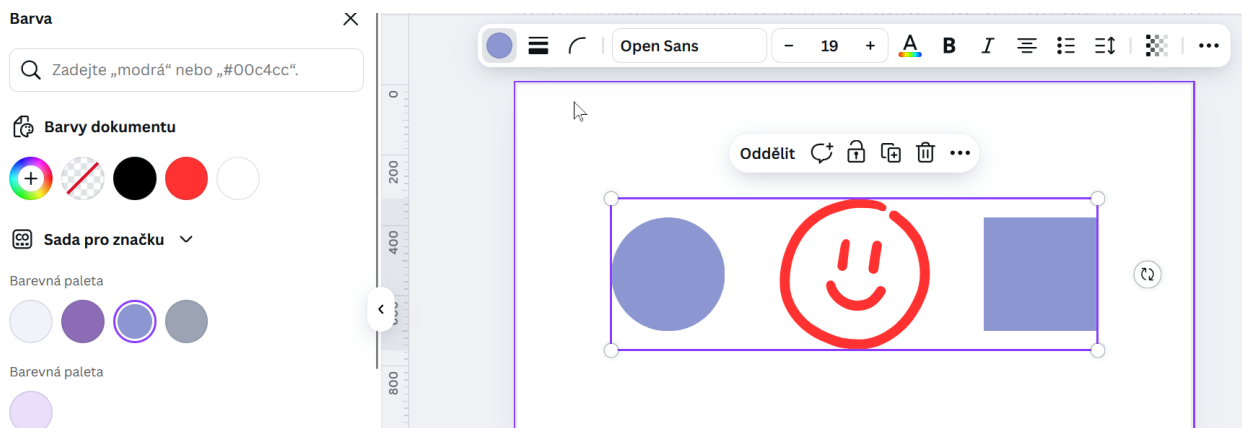 Barva
Zadejte „modrá“ nebo „#00c4cc“.
Barvy dokumentu
Sada pro značku
Barevná paleta
Barevná paleta
Open Sans
– 19 +
A B I
0
200
400
800
Oddělit